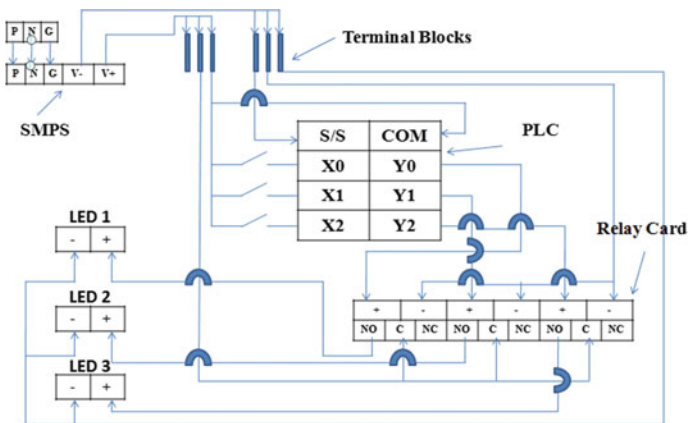 P N G
P N G V- V+
SMPS
Terminal Blocks
PLC
S/S COM
X0 Y0
X1 Y1
X2 Y2
Relay Card
LED 1
- +
LED 2
- +
LED 3
- +
+ - + - + -
NO C NC NO C NC NO C NC